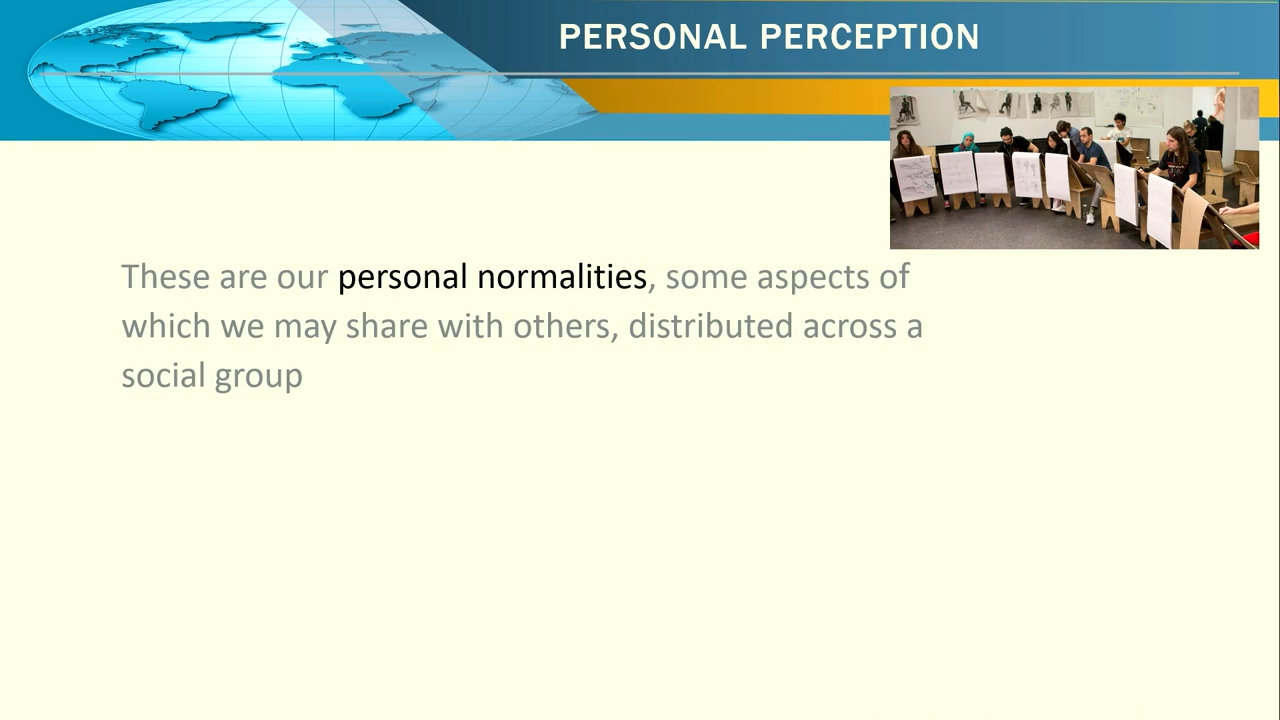 PERSONAL PERCEPTION
These are our personal normalities, some aspects of
which we may share with others, distributed across a
social group